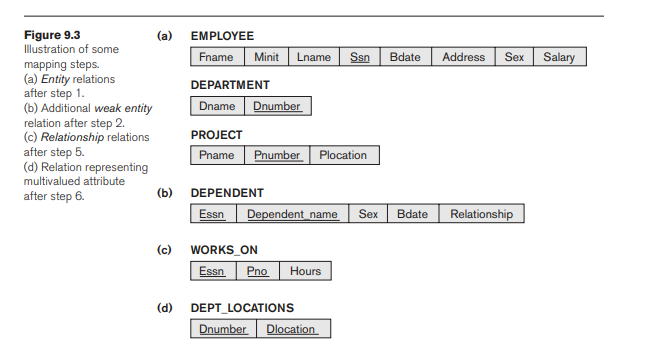 Figure 9.3
Illustration of some
mapping steps.
(a) Entity relations
after step 1.
(b) Additional weak entity
relation after step 2.
(c) Relationship relations
after step 5.
(d) Relation representing
multivalued attribute
after step 6.
(a) EMPLOYEE
Fname Minit Lname Ssn Bdate Address Sex Salary
DEPARTMENT
Dname Dnumber
PROJECT
Pname Pnumber Plocation
(b) DEPENDENT
Essn Dependent_name Sex Bdate Relationship
(c) WORKS_ON
Essn Pno Hours
(d) DEPT_LOCATIONS
Dnumber Dlocation